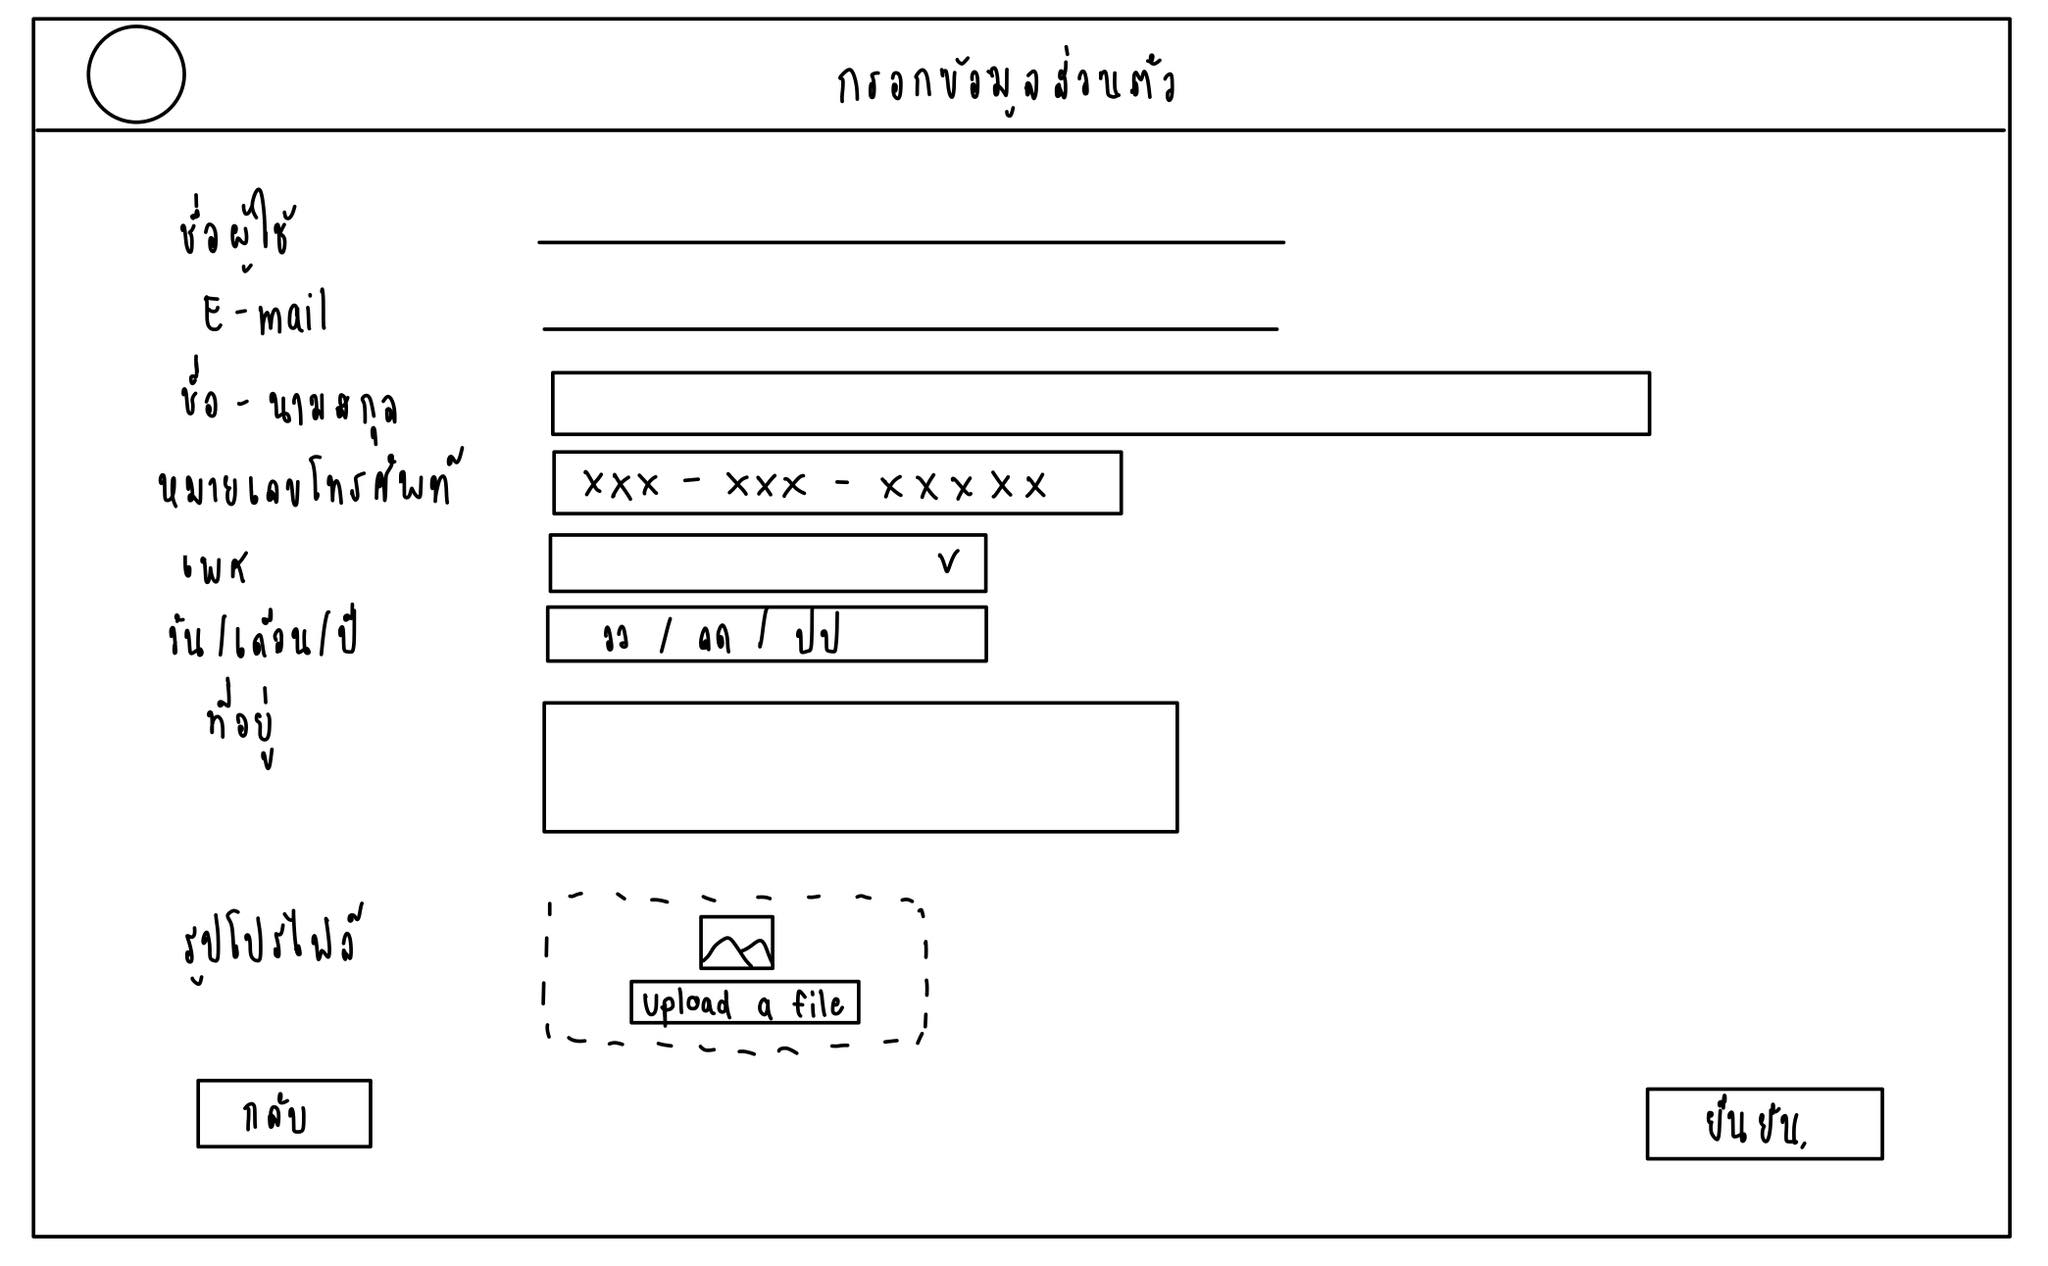 กรอกข้อมูลส่วนตัว
ชื่อผู้ใช้
E-mail
ชื่อ - นามสกุล
หมายเลขโทรศัพท์ xxx - xxx - xxxxx
เพศ
วัน/เดือน/ปี วว / ดด / ปป
ที่อยู่
รูปโปรไฟล์
Upload a file
กลับ ยืนยัน